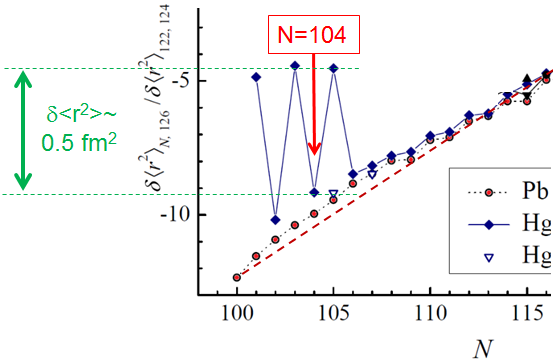 N=104
δ<r²>~
0.5 fm²
δ⟨r²⟩N, 126 / δ⟨r²⟩122, 124
-5
-10
Pb
Hg
Hg
100
105
110
115
N